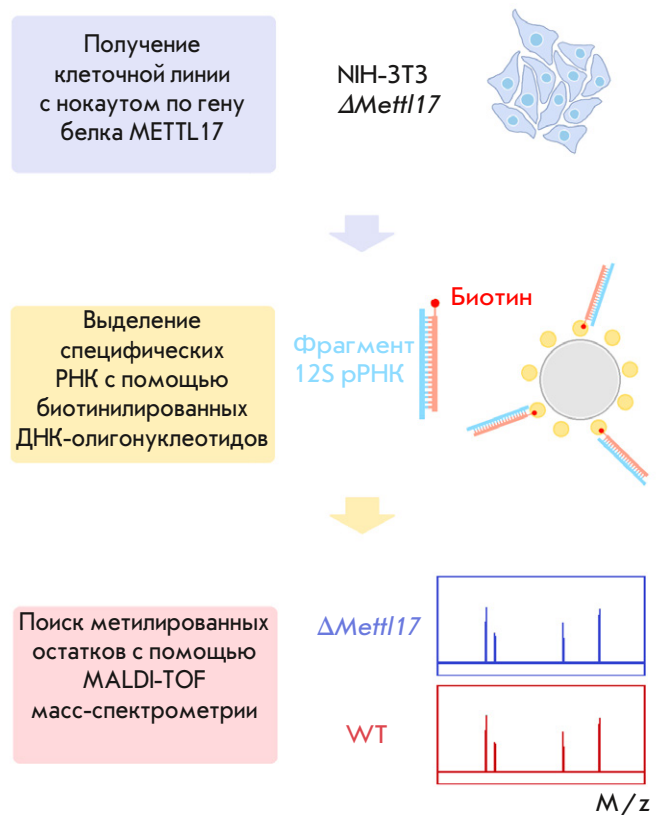 Получение
клеточной линии
с нокаутом по гену
белка METTL17
NIH-3T3
ΔMettl17
Выделение
специфических
РНК с помощью
биотинилированных
ДНК-олигонуклеотидов
Биотин
Фрагмент
12S рРНК
Поиск метилированных
остатков с помощью
MALDI-TOF
масс-спектрометрии
ΔMettl17
WT
M/z